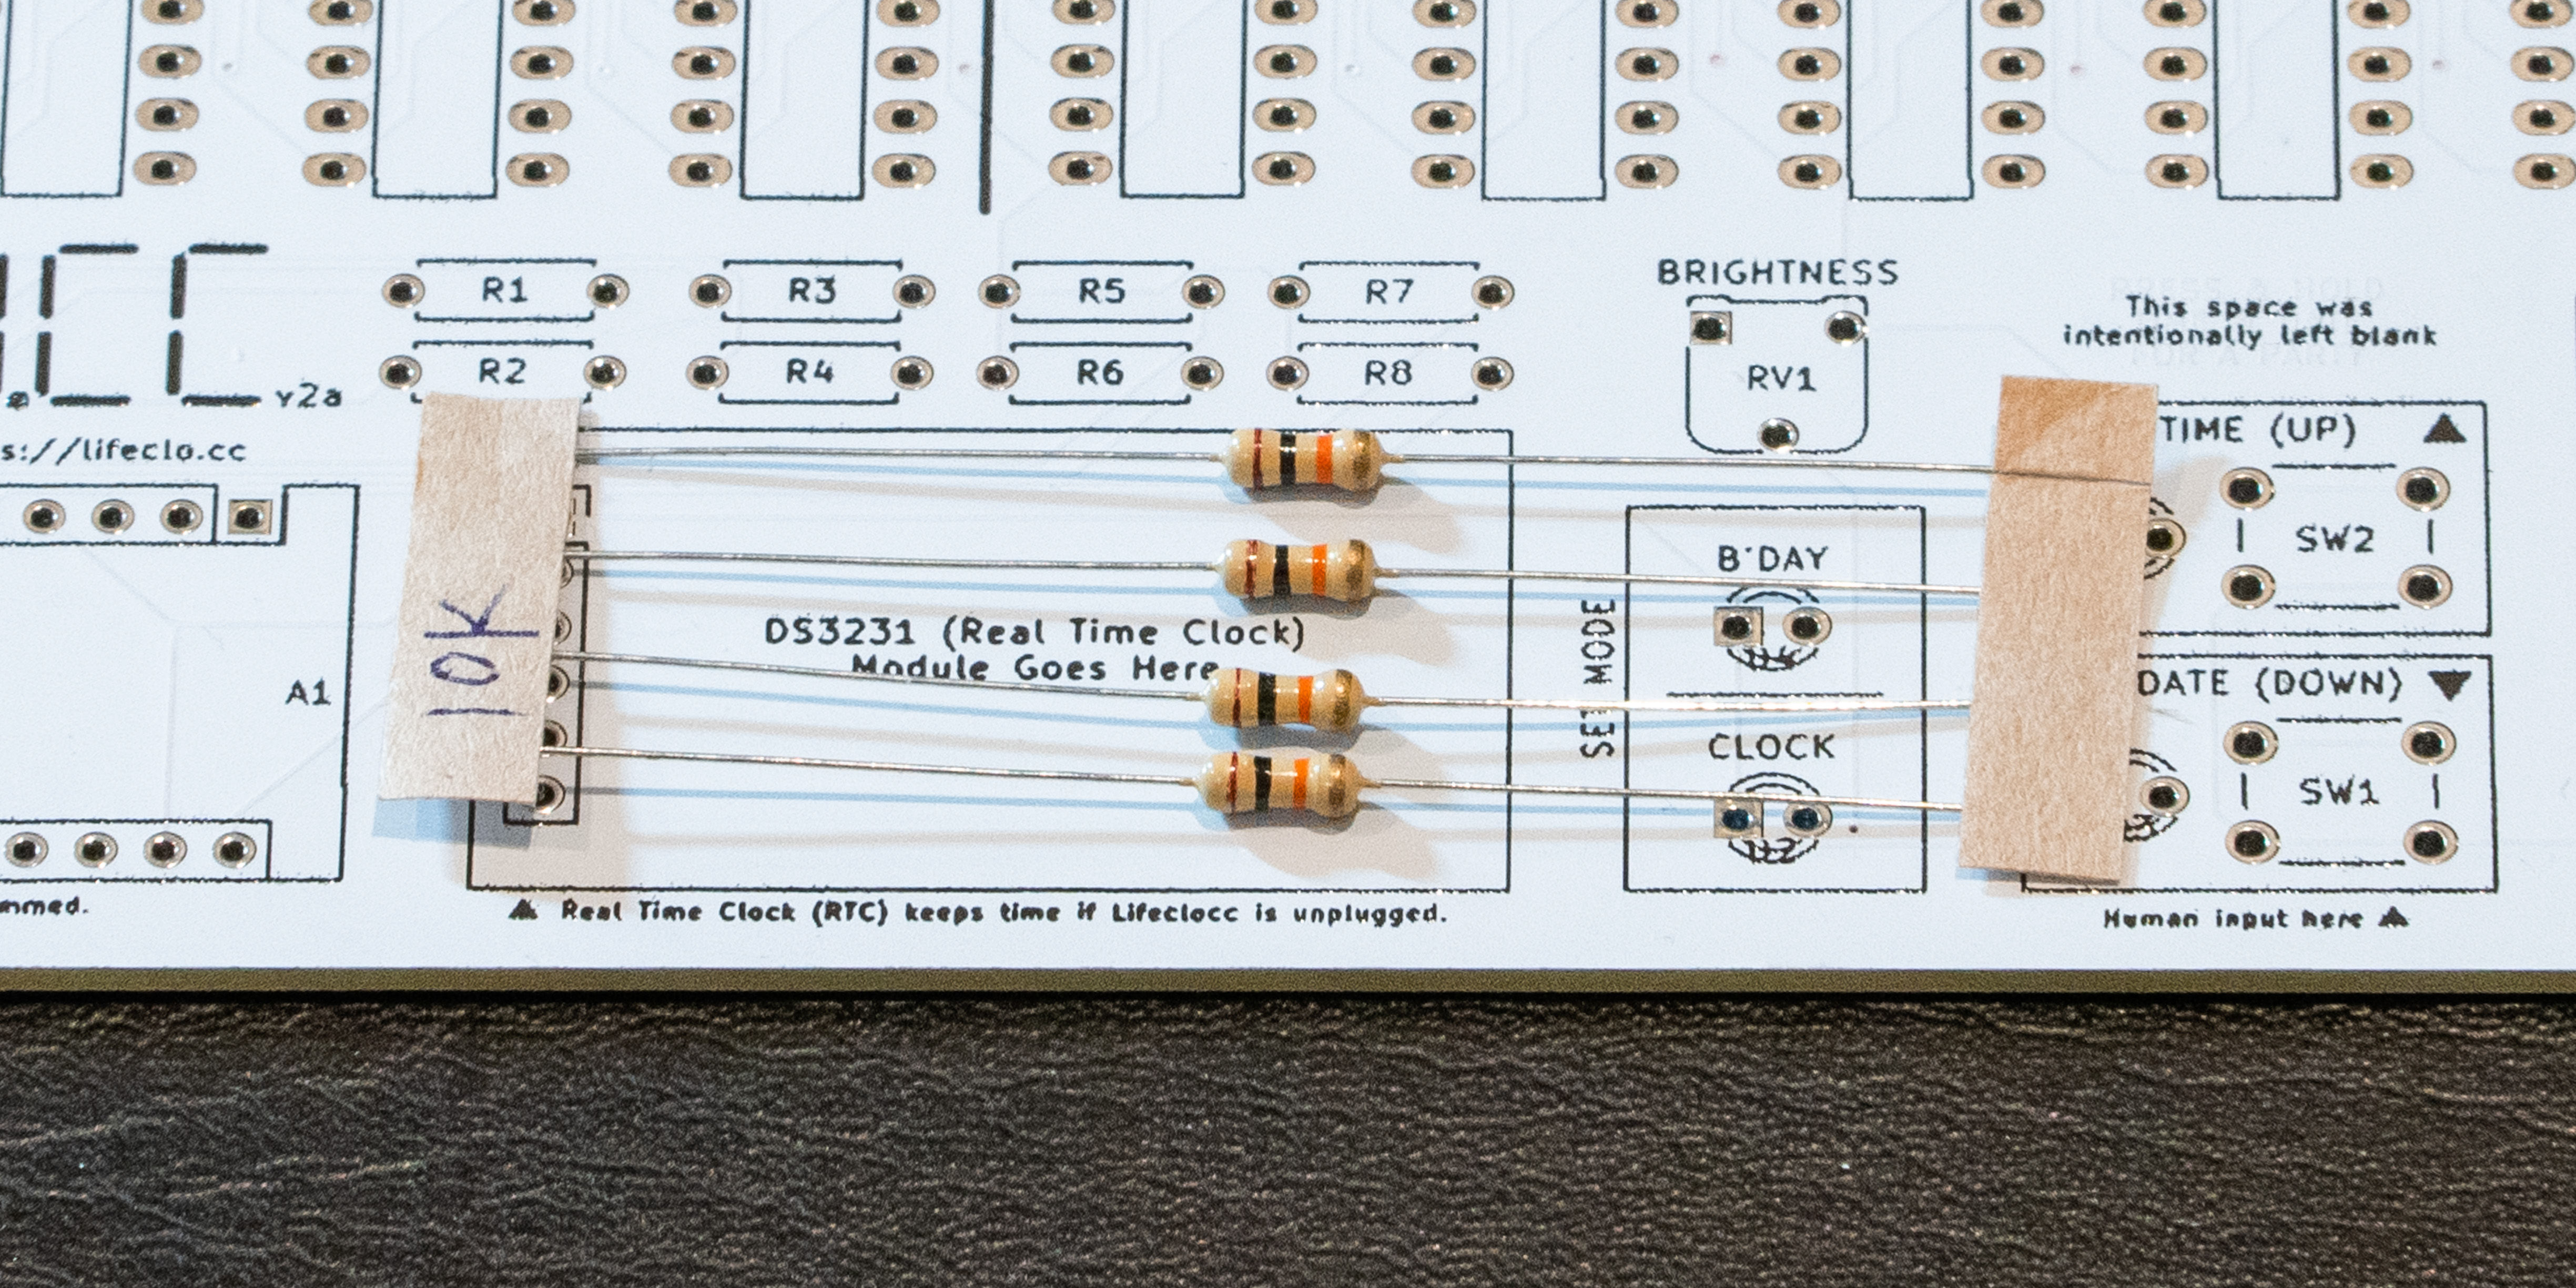 R1 R3 R5 R7
BRIGHTNESS
This space was
intentionally left blank
R2 R4 R6 R8
RV1
v2a
s://lifeclo.cc
TIME (UP)
SW2
B'DAY
DS3231 (Real Time Clock)
Module Goes Here
10K
A1
SET MODE
DATE (DOWN)
CLOCK
SW1
mmed.
Real Time Clock (RTC) keeps time if Lifeclocc is unplugged.
Human input here